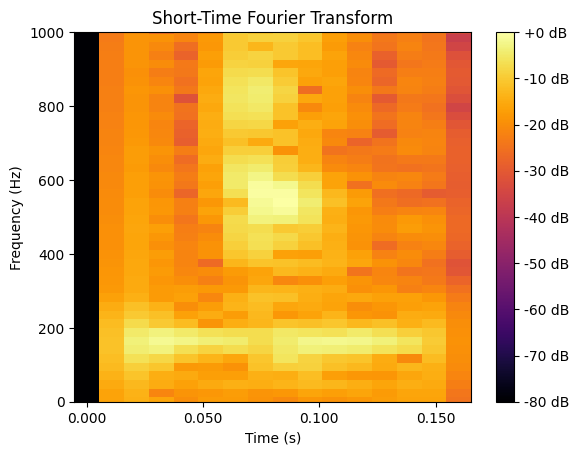 Short-Time Fourier Transform
1000
800
600
400
200
0
Frequency (Hz)
0.000
0.050
0.100
0.150
Time (s)
+0 dB
-10 dB
-20 dB
-30 dB
-40 dB
-50 dB
-60 dB
-70 dB
-80 dB